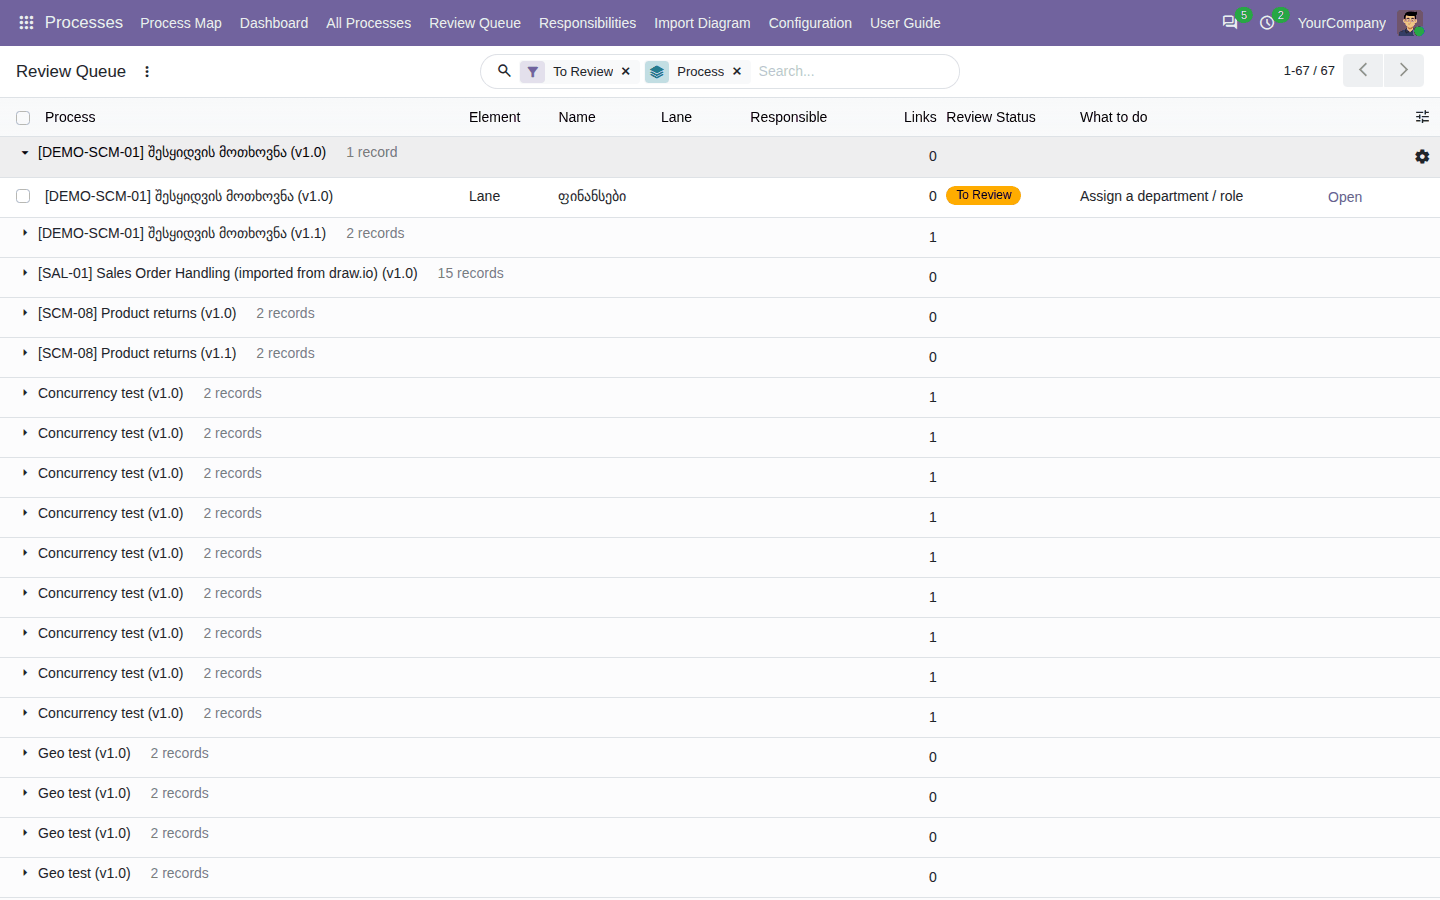 Processes Process Map Dashboard All Processes Review Queue Responsibilities Import Diagram Configuration User Guide 5 2 YourCompany
Review Queue To Review × Process × Search... 1-67 / 67
Process Element Name Lane Responsible Links Review Status What to do
[DEMO-SCM-01] შესყიდვის მოთხოვნა (v1.0) 1 record 0
[DEMO-SCM-01] შესყიდვის მოთხოვნა (v1.0) Lane ფინანსები 0 To Review Assign a department / role Open
[DEMO-SCM-01] შესყიდვის მოთხოვნა (v1.1) 2 records 1
[SAL-01] Sales Order Handling (imported from draw.io) (v1.0) 15 records 0
[SCM-08] Product returns (v1.0) 2 records 0
[SCM-08] Product returns (v1.1) 2 records 0
Concurrency test (v1.0) 2 records 1
Concurrency test (v1.0) 2 records 1
Concurrency test (v1.0) 2 records 1
Concurrency test (v1.0) 2 records 1
Concurrency test (v1.0) 2 records 1
Concurrency test (v1.0) 2 records 1
Concurrency test (v1.0) 2 records 1
Concurrency test (v1.0) 2 records 1
Concurrency test (v1.0) 2 records 1
Geo test (v1.0) 2 records 0
Geo test (v1.0) 2 records 0
Geo test (v1.0) 2 records 0
Geo test (v1.0) 2 records 0